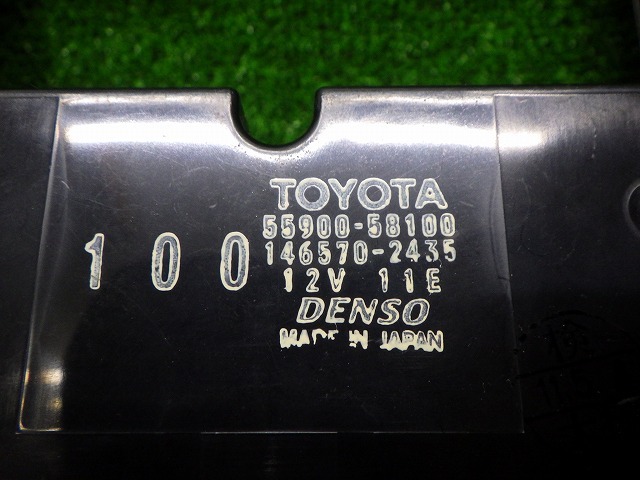 TOYOTA
55900-58100
100
146570-2435
12V 11E
DENSO
MADE IN JAPAN